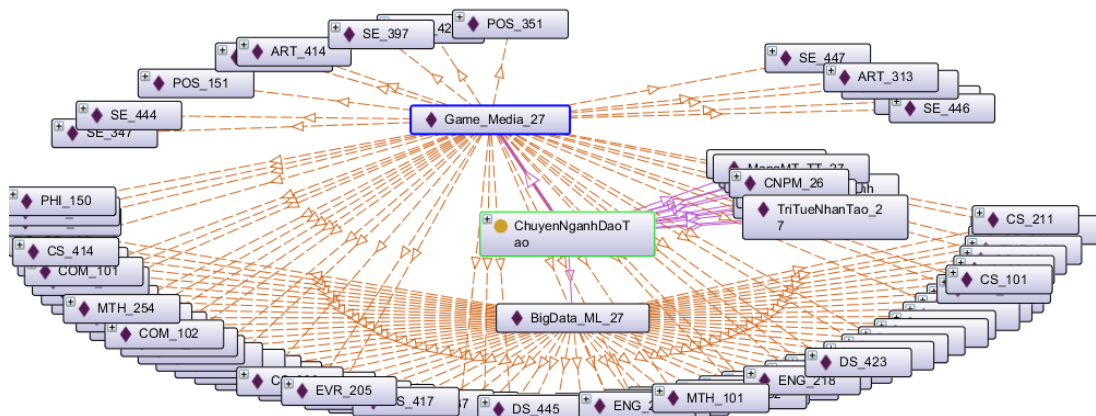 POS_351
SE_397
ART_414
SE_447
POS_151
ART_313
SE_444
SE_446
Game_Media_27
SE_347
CNPM_26
PHI_150
TriTueNhanTao_2
7
CS_211
ChuyenNganhDaoT
ao
CS_414
COM_101
CS_101
MTH_254
BigData_ML_27
COM_102
DS_423
ENG_218
EVR_205
MTH_101
DS_445